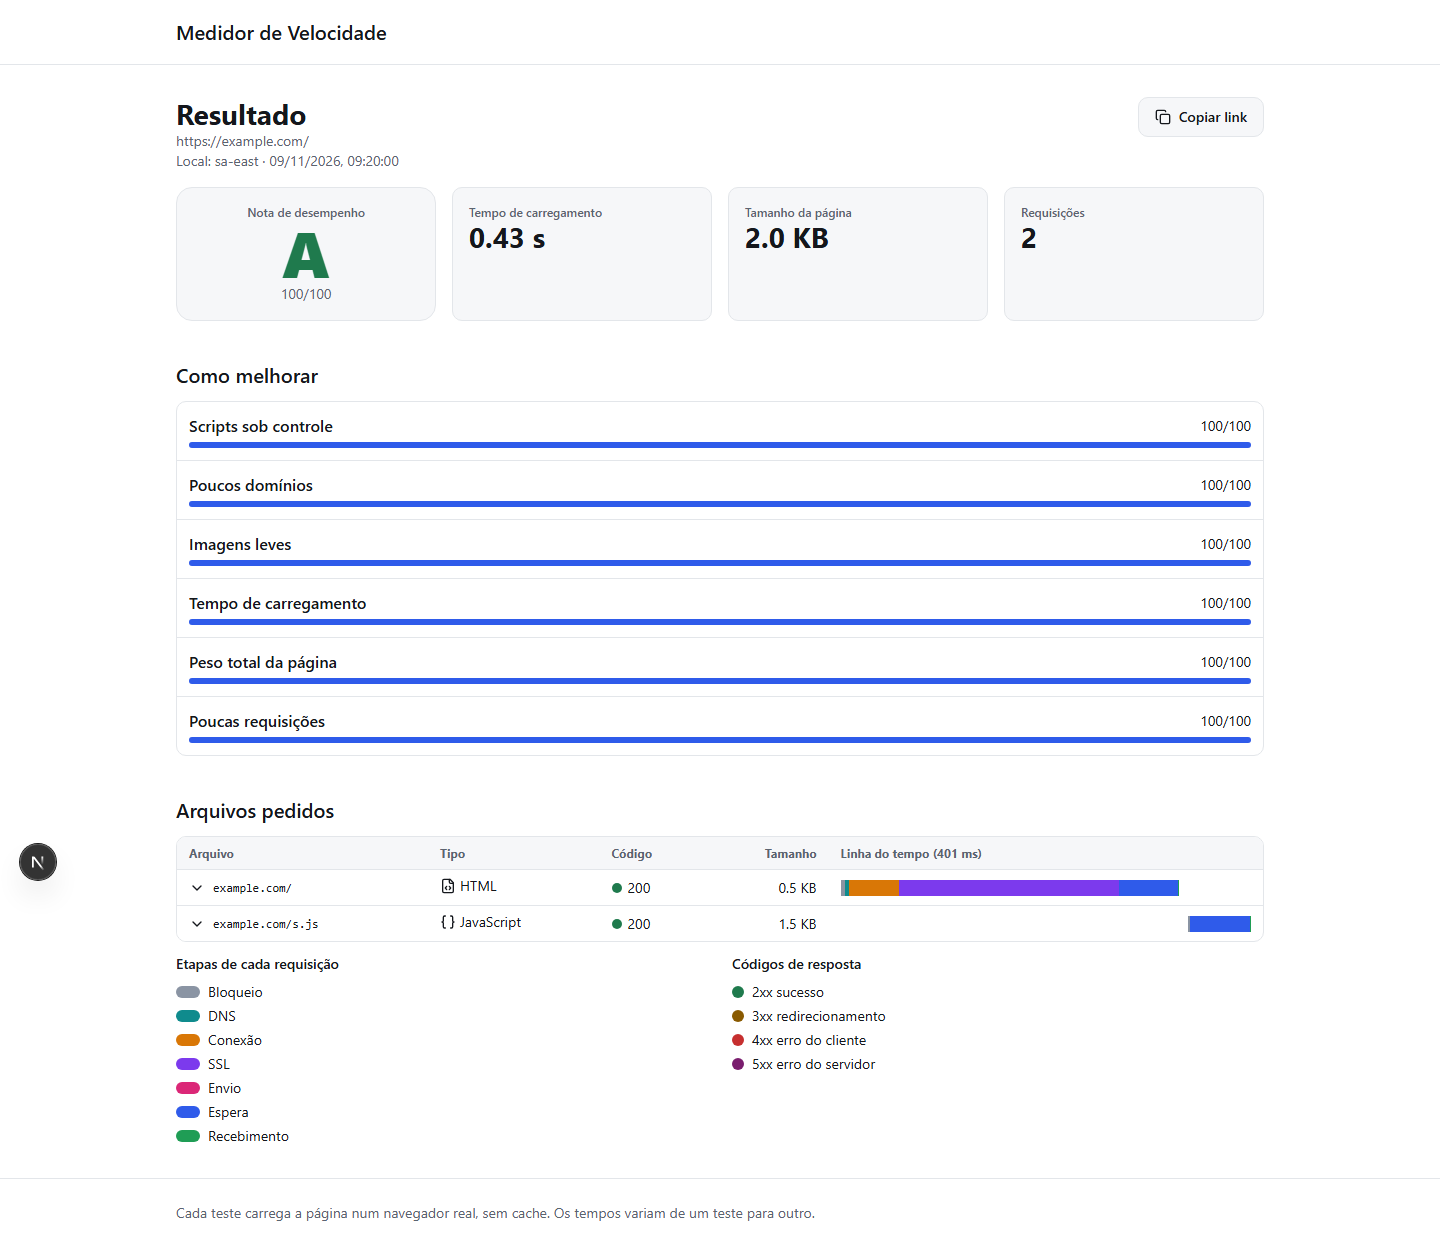 Medidor de Velocidade
Resultado
Copiar link
https://example.com/
Local: sa-east · 09/11/2026, 09:20:00
Nota de desempenho
A
100/100
Tempo de carregamento
0.43 s
Tamanho da página
2.0 KB
Requisições
2
Como melhorar
Scripts sob controle 100/100
Poucos domínios 100/100
Imagens leves 100/100
Tempo de carregamento 100/100
Peso total da página 100/100
Poucas requisições 100/100
Arquivos pedidos
Arquivo Tipo Código Tamanho Linha do tempo (401 ms)
example.com/ HTML 200 0.5 KB
example.com/s.js JavaScript 200 1.5 KB
N
Etapas de cada requisição
Bloqueio
DNS
Conexão
SSL
Envio
Espera
Recebimento
Códigos de resposta
2xx sucesso
3xx redirecionamento
4xx erro do cliente
5xx erro do servidor
Cada teste carrega a página num navegador real, sem cache. Os tempos variam de um teste para outro.